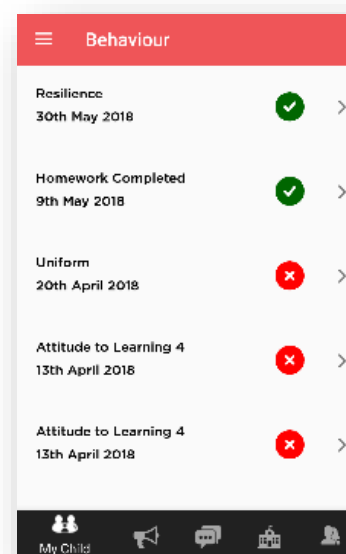 Behaviour
Resilience
30th May 2018
Homework Completed
9th May 2018
Uniform
20th April 2018
Attitude to Learning 4
13th April 2018
Attitude to Learning 4
13th April 2018
My Child